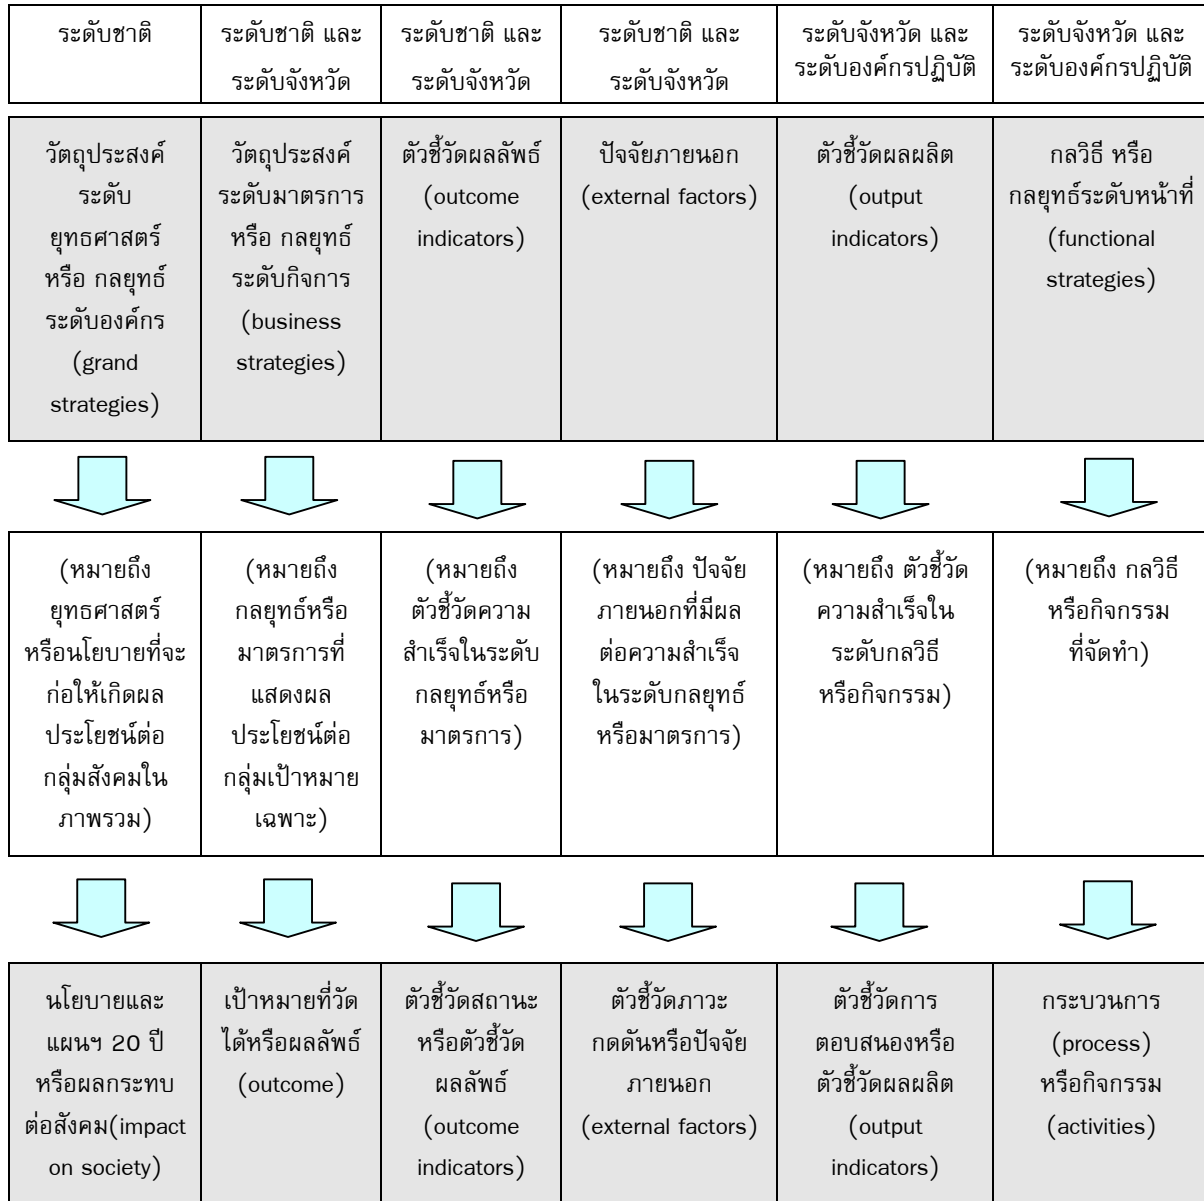 ระดับชาติ
ระดับชาติ และ
ระดับจังหวัด
ระดับชาติ และ
ระดับจังหวัด
ระดับชาติ และ
ระดับจังหวัด
ระดับจังหวัด และ
ระดับองค์กรปฏิบัติ
ระดับจังหวัด และ
ระดับองค์กรปฏิบัติ
วัตถุประสงค์
ระดับ
ยุทธศาสตร์
หรือ กลยุทธ์
ระดับองค์กร
(grand
strategies)
วัตถุประสงค์
ระดับมาตรการ
หรือ กลยุทธ์
ระดับกิจการ
(business
strategies)
ตัวชี้วัดผลลัพธ์
(outcome
indicators)
ปัจจัยภายนอก
(external factors)
ตัวชี้วัดผลผลิต
(output
indicators)
กลวิธี หรือ
กลยุทธ์ระดับหน้าที่
(functional
strategies)
(หมายถึง
ยุทธศาสตร์
หรือนโยบายที่จะ
ก่อให้เกิดผล
ประโยชน์ต่อ
กลุ่มสังคมใน
ภาพรวม)
(หมายถึง
กลยุทธ์หรือ
มาตรการที่
แสดงผล
ประโยชน์ต่อ
กลุ่มเป้าหมาย
เฉพาะ)
(หมายถึง
ตัวชี้วัดความ
สำเร็จในระดับ
กลยุทธ์หรือ
มาตรการ)
(หมายถึง ปัจจัย
ภายนอกที่มีผล
ต่อความสำเร็จ
ในระดับกลยุทธ์
หรือมาตรการ)
(หมายถึง ตัวชี้วัด
ความสำเร็จใน
ระดับกลวิธี
หรือกิจกรรม)
(หมายถึง กลวิธี
หรือกิจกรรม
ที่จัดทำ)
นโยบายและ
แผนฯ 20 ปี
หรือผลกระทบ
ต่อสังคม(impact
on society)
เป้าหมายที่วัด
ได้หรือผลลัพธ์
(outcome)
ตัวชี้วัดสถานะ
หรือตัวชี้วัด
ผลลัพธ์
(outcome
indicators)
ตัวชี้วัดภาวะ
กดดันหรือปัจจัย
ภายนอก
(external factors)
ตัวชี้วัดการ
ตอบสนองหรือ
ตัวชี้วัดผลผลิต
(output
indicators)
กระบวนการ
(process)
หรือกิจกรรม
(activities)